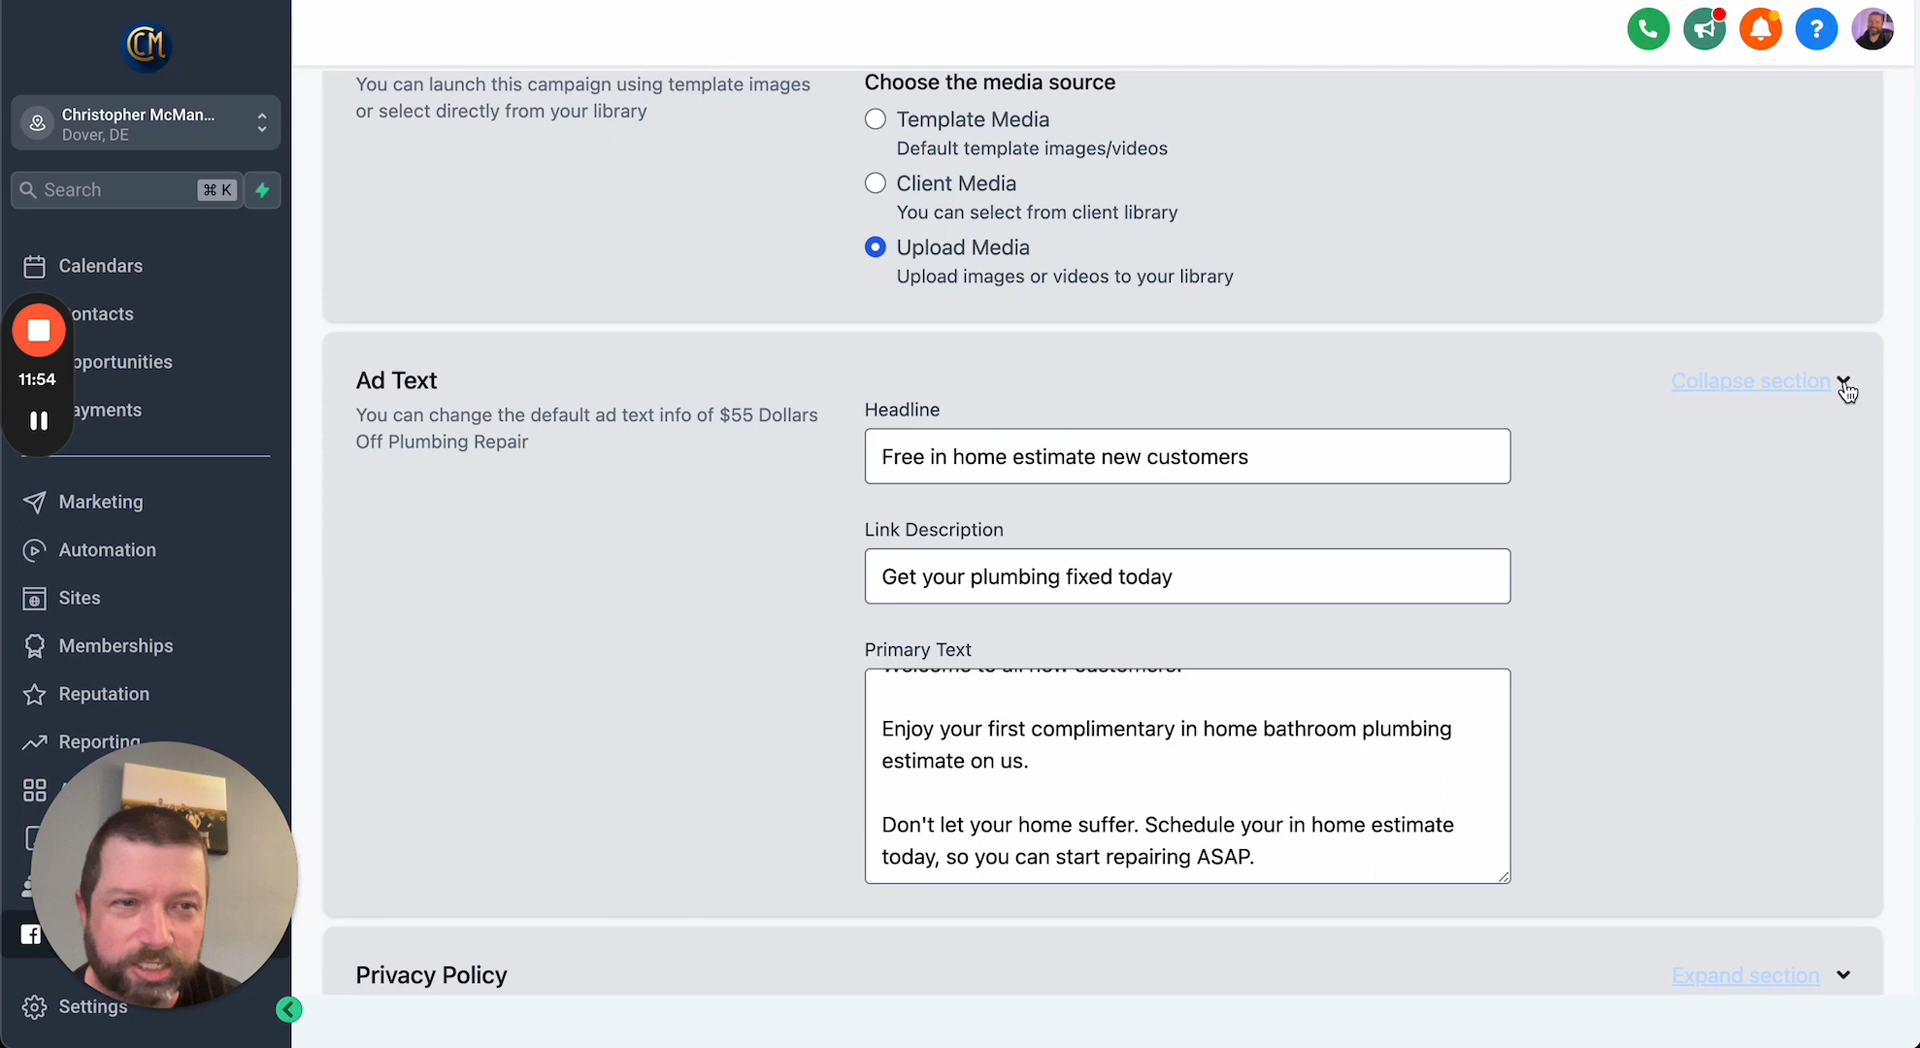 CM
Christopher McMan...
Dover, DE
Search
⌘ K
Calendars
ontacts
pportunities
ayments
11:54
Marketing
Automation
Sites
Memberships
Reputation
Reporting
Settings
?
You can launch this campaign using template images
or select directly from your library
Choose the media source
Template Media
Default template images/videos
Client Media
You can select from client library
Upload Media
Upload images or videos to your library
Ad Text
Collapse section
You can change the default ad text info of $55 Dollars
Off Plumbing Repair
Headline
Free in home estimate new customers
Link Description
Get your plumbing fixed today
Primary Text
Welcome to all new customers!
Enjoy your first complimentary in home bathroom plumbing
estimate on us.
Don't let your home suffer. Schedule your in home estimate
today, so you can start repairing ASAP.
Privacy Policy
Expand section